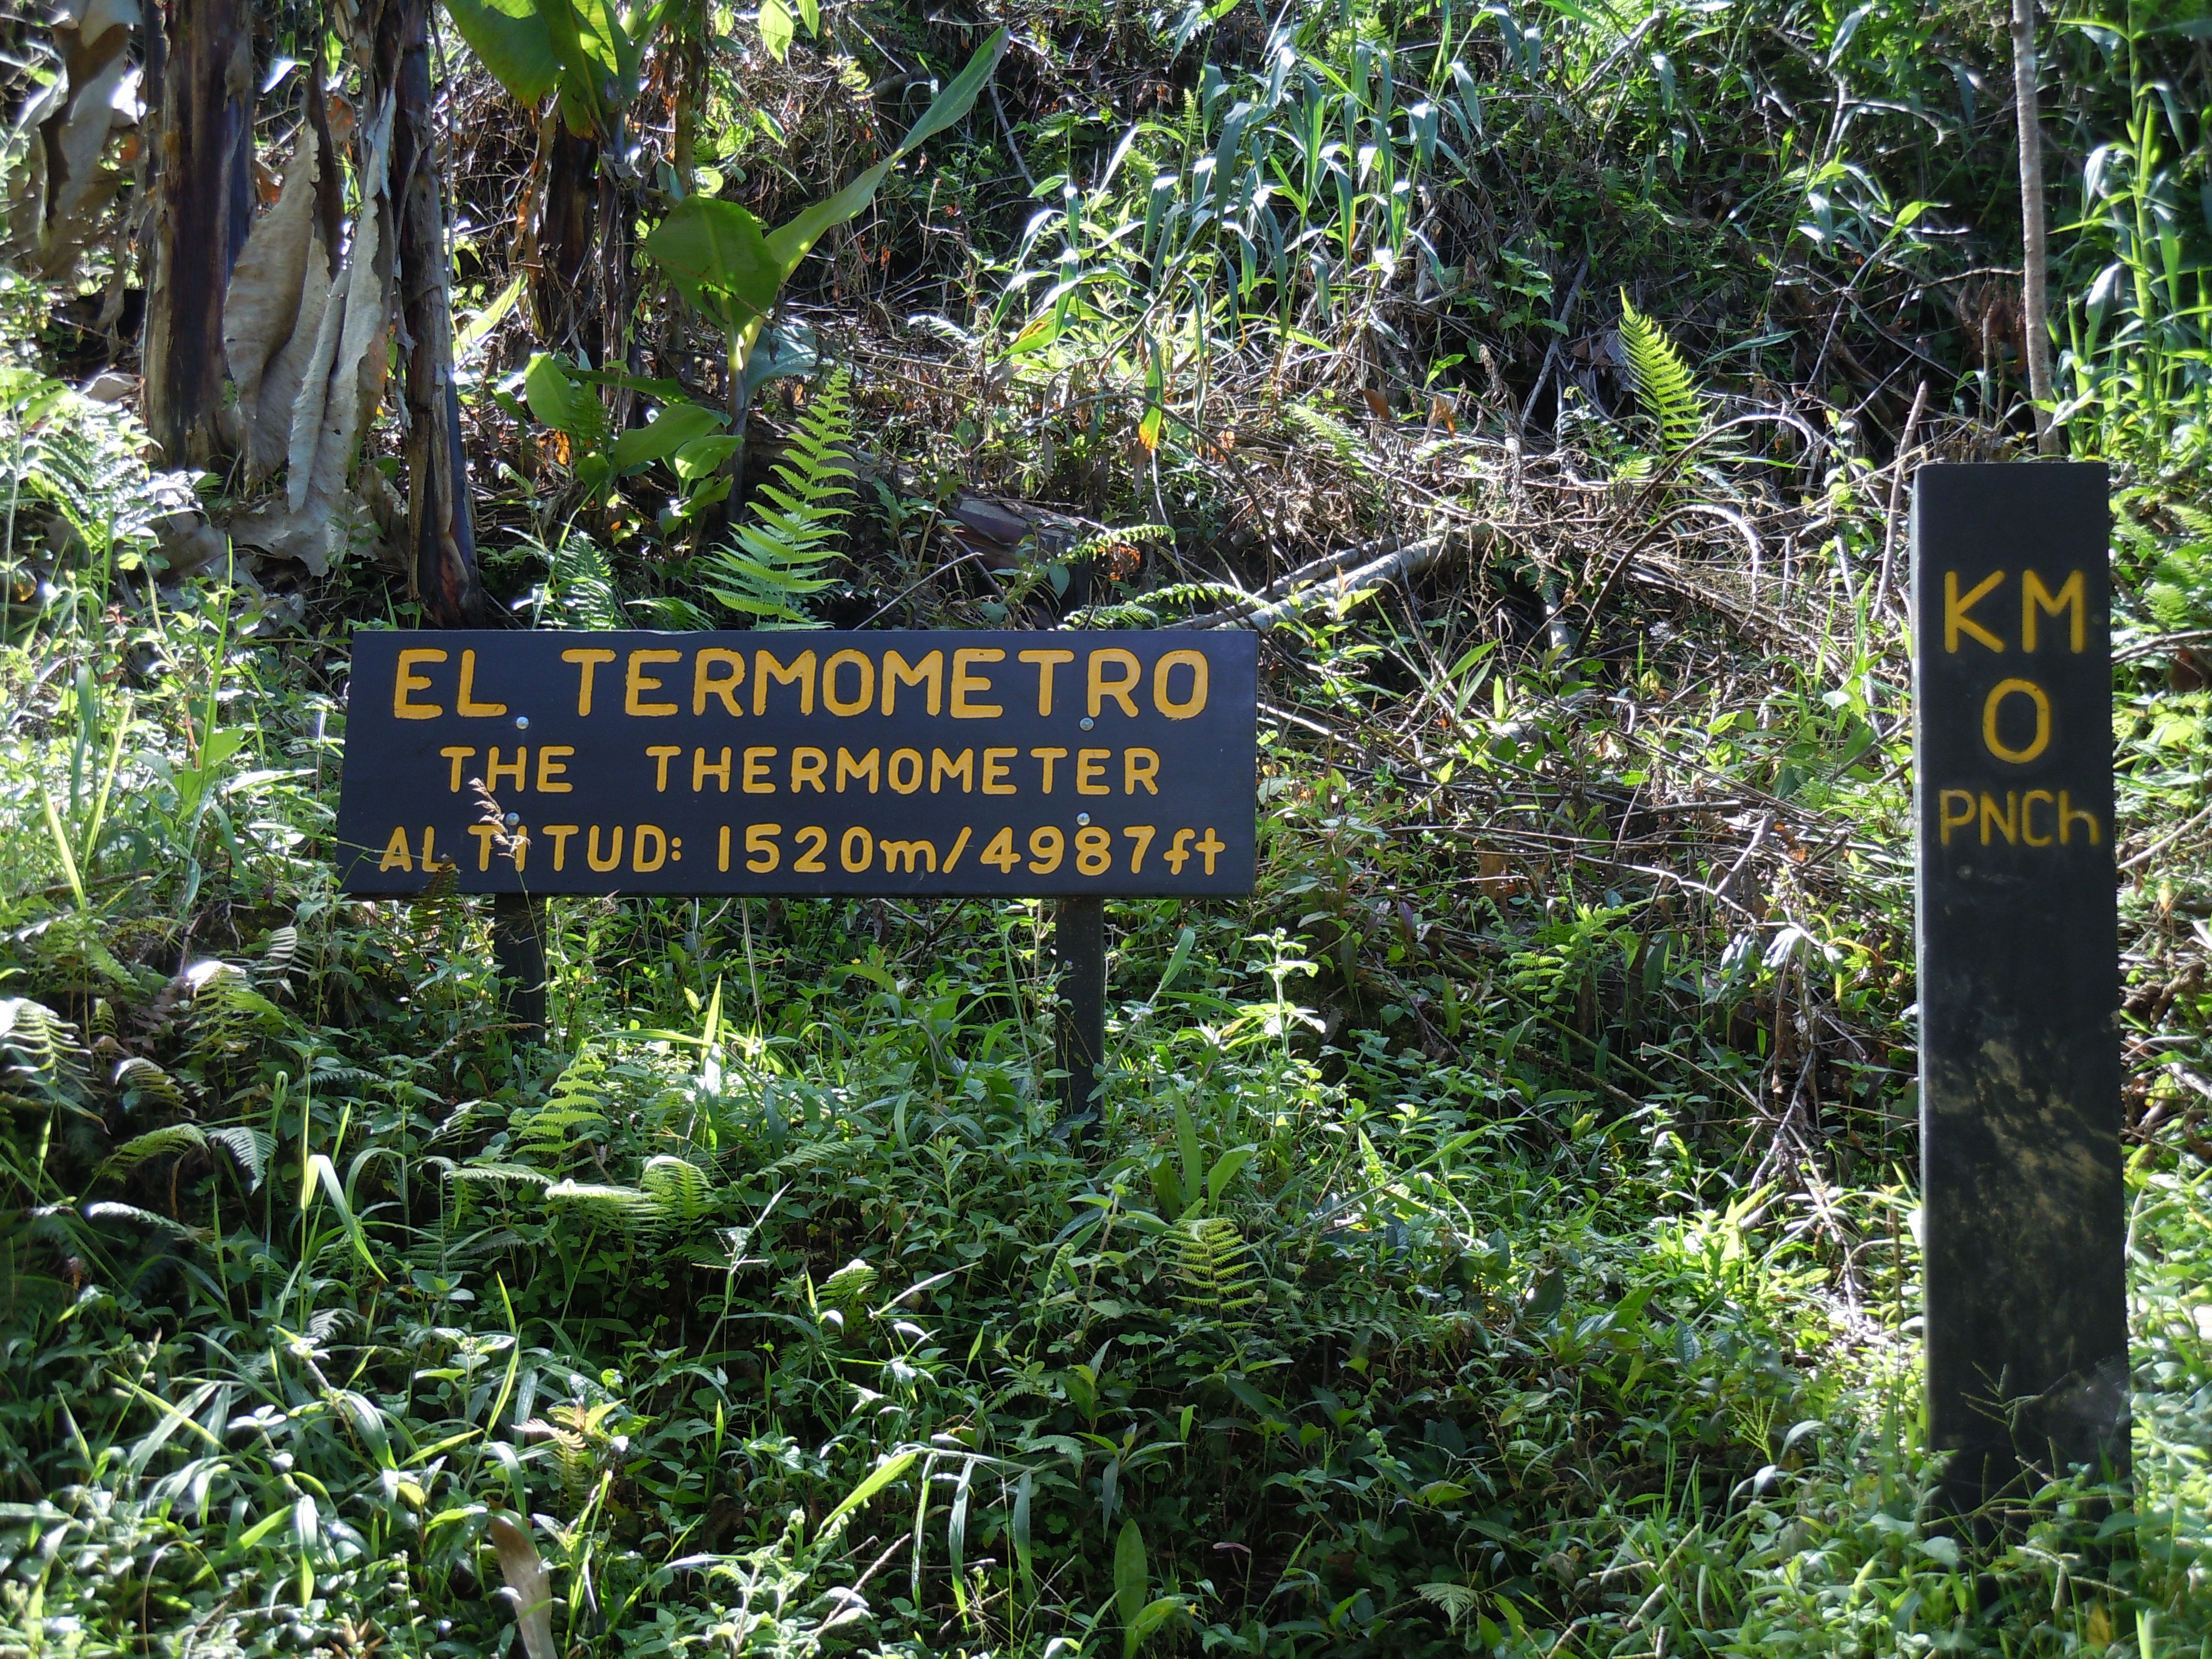 EL TERMOMETRO
THE THERMOMETER
ALTITUD: 1520m/4987ft
KM
0
PNCh